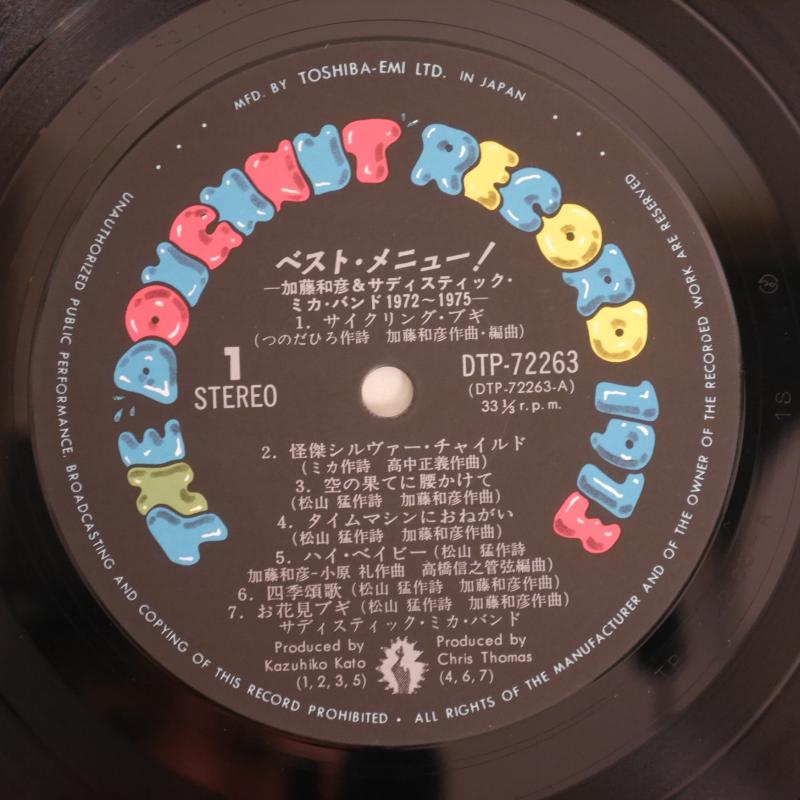 MFD. BY TOSHIBA-EMI LTD. IN JAPAN
THE DOUGHNUT RECORD 1972
ベスト・メニュー!
—加藤和彦&サディスティック・
ミカ・バンド1972〜1975—
1. サイクリング・ブギ
(つのだひろ作詩 加藤和彦作曲・編曲)
1
STEREO
DTP-72263
(DTP-72263-A)
33⅓ r.p.m.
2. 怪傑シルヴァー・チャイルド
(ミカ作詩 高中正義作曲)
3. 空の果てに腰かけて
(松山 猛作詩 加藤和彦作曲)
4. タイムマシンにおねがい
(松山 猛作詩 加藤和彦作曲)
5. ハイ・ベイビー(松山 猛作詩
加藤和彦-小原 礼作曲 高橋信之管弦編曲)
6. 四季頌歌(松山 猛作詩 加藤和彦作曲)
7. お花見ブギ(松山 猛作詩 加藤和彦作曲)
サディスティック・ミカ・バンド
Produced by
Kazuhiko Kato
(1, 2, 3, 5)
Produced by
Chris Thomas
(4, 6, 7)
UNAUTHORIZED PUBLIC PERFORMANCE, BROADCASTING AND COPYING OF THIS RECORD PROHIBITED • ALL RIGHTS OF THE MANUFACTURER AND OF THE OWNER OF THE RECORDED WORK ARE RESERVED
1S